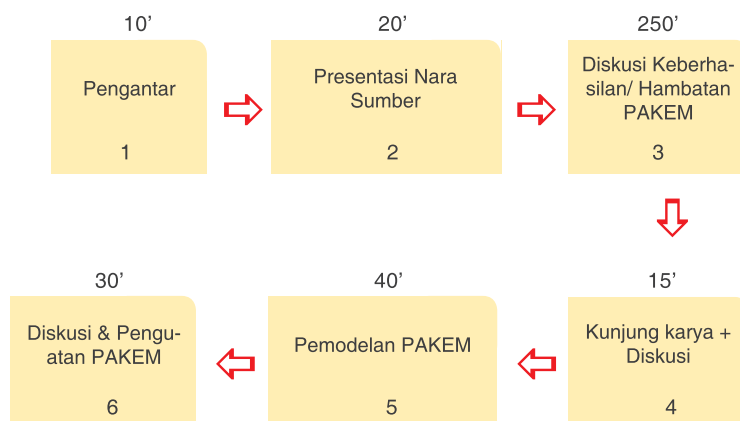 10’
20’
250’
Pengantar
1
Presentasi Nara
Sumber
2
Diskusi Keberha-
silan/ Hambatan
PAKEM
3
30’
40’
15’
Diskusi & Pengu-
atan PAKEM
6
Pemodelan PAKEM
5
Kunjung karya +
Diskusi
4